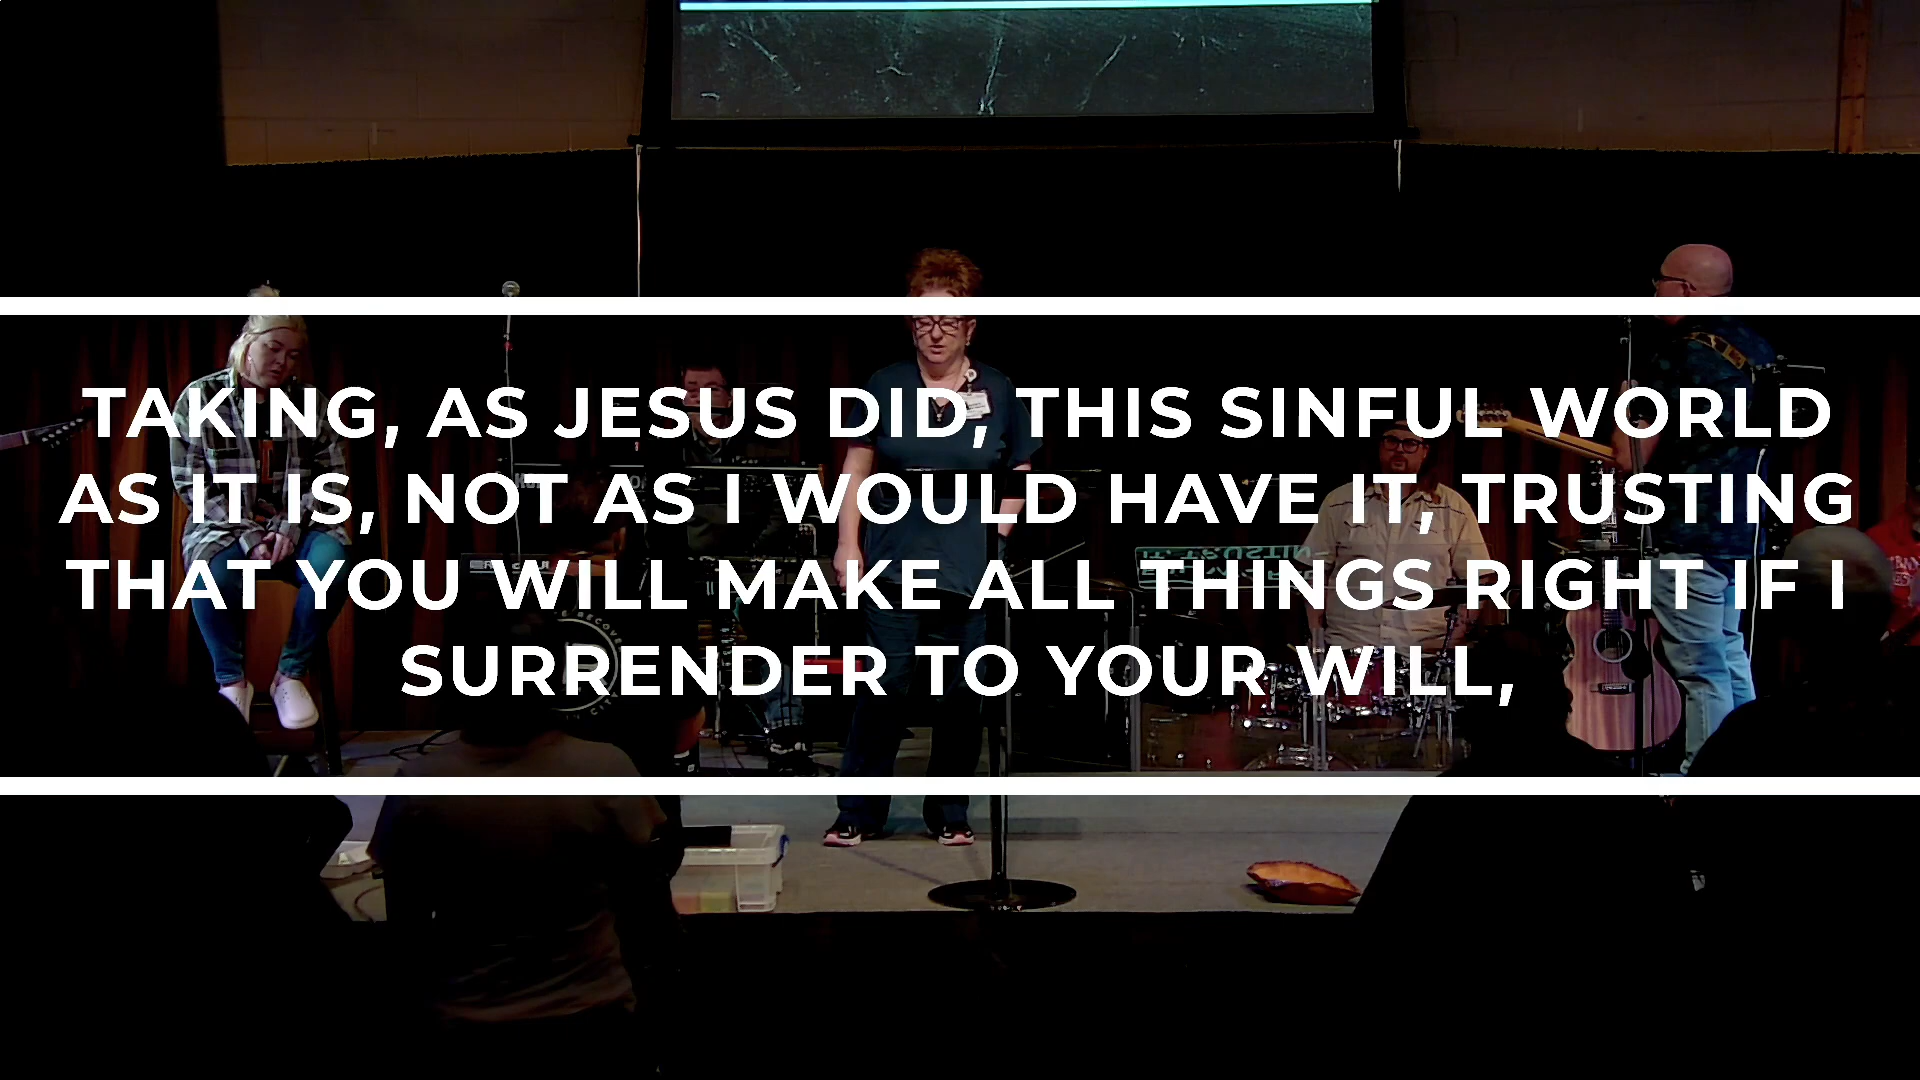 TAKING, AS JESUS DID, THIS SINFUL WORLD
AS IT IS, NOT AS I WOULD HAVE IT, TRUSTING
THAT YOU WILL MAKE ALL THINGS RIGHT IF I
SURRENDER TO YOUR WILL,